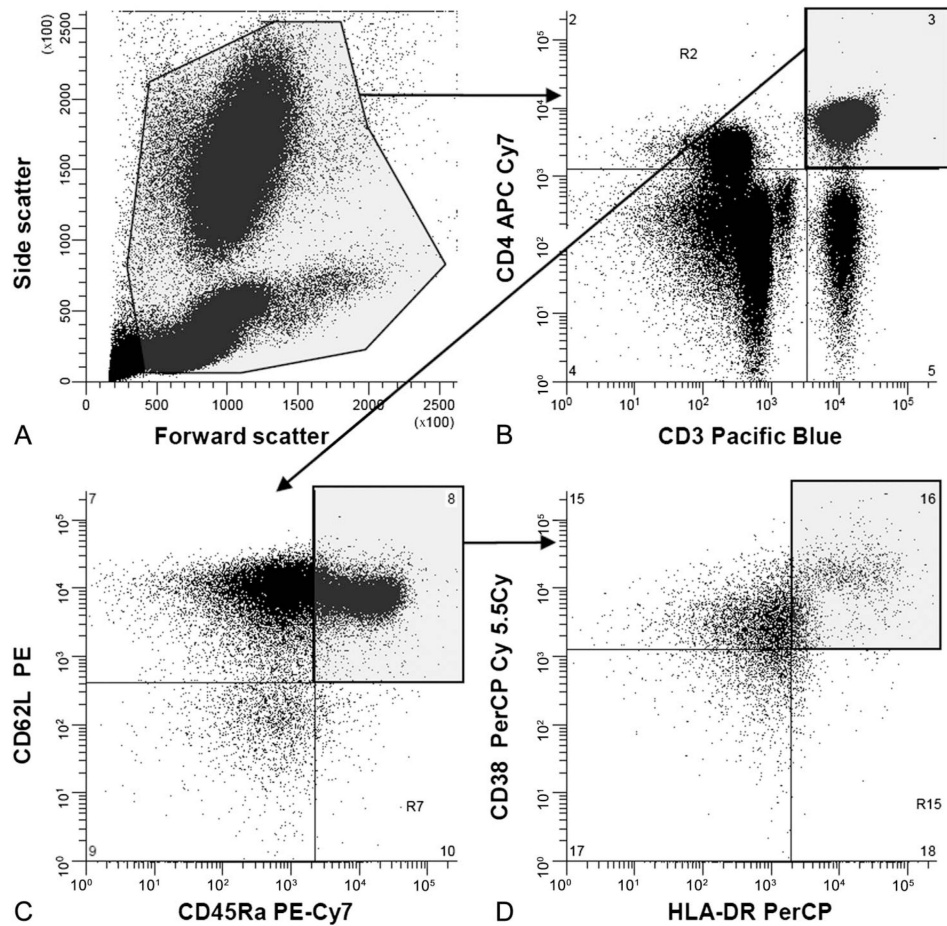 (x100)
2500
2000
1500
1000
500
0
Side scatter
0 500 1000 1500 2000 2500
(x100)
Forward scatter
A
2 3
R2
10^5
10^4
10^3
10^2
10^1
10^0
CD4 APC Cy7
4 5
10^0 10^1 10^2 10^3 10^4 10^5
CD3 Pacific Blue
B
7 8
10^5
10^4
10^3
10^2
10^1
10^0
CD62L PE
R7
9 10
10^0 10^1 10^2 10^3 10^4 10^5
CD45Ra PE-Cy7
C
15 16
10^5
10^4
10^3
10^2
10^1
10^0
CD38 PerCP Cy 5.5Cy
R15
17 18
10^0 10^1 10^2 10^3 10^4 10^5
HLA-DR PerCP
D